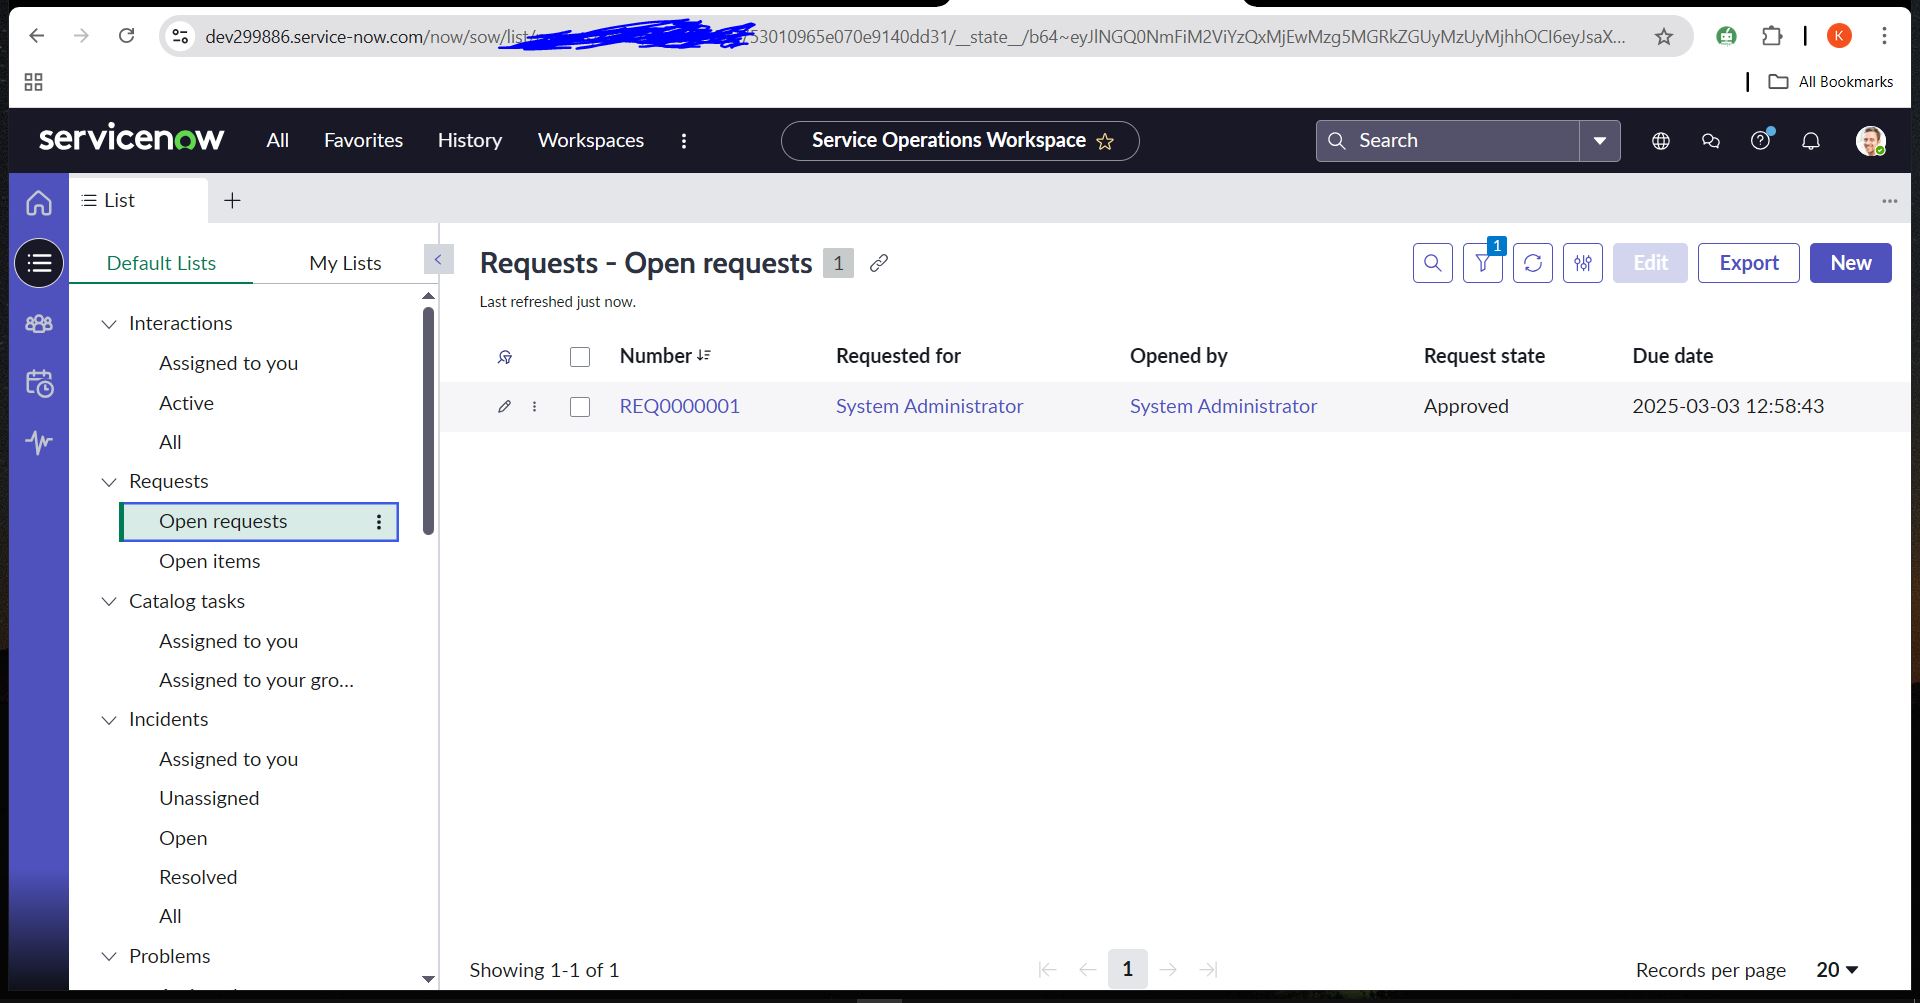 dev299886.service-now.com/now/sow/list/
/53010965e070e9140dd31/__state__/b64~eyJlNGQ0NmFiM2ViYzQxMjEwMzg5MGRkZGUyMzUyMjhhOCI6eyJsaX...
K
All Bookmarks
servicenow
All
Favorites
History
Workspaces
Service Operations Workspace
Search
List
Default Lists
My Lists
Interactions
Assigned to you
Active
All
Requests
Open requests
Open items
Catalog tasks
Assigned to you
Assigned to your gro...
Incidents
Assigned to you
Unassigned
Open
Resolved
All
Problems
Requests - Open requests 1
Last refreshed just now.
1
Edit
Export
New
Number Requested for Opened by Request state Due date
REQ0000001 System Administrator System Administrator Approved 2025-03-03 12:58:43
Showing 1-1 of 1
1
Records per page 20